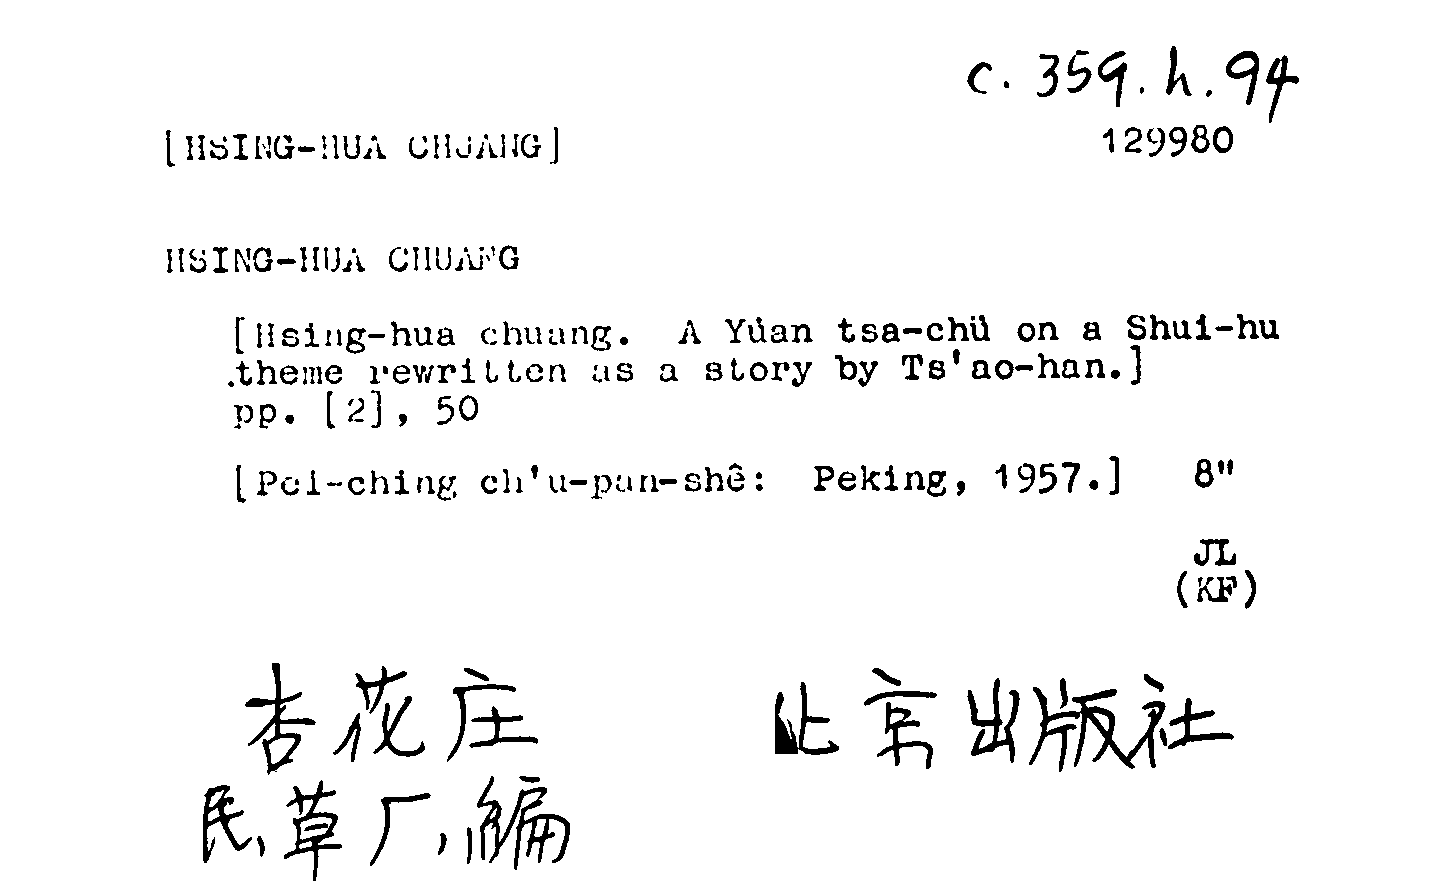 c. 359. h. 94
129980
[HSING-HUA CHUANG]
HSING-HUA CHUANG
[Hsing-hua chuang. A Yüan tsa-chü on a Shui-hu
theme rewritten as a story by Ts'ao-han.]
pp. [2], 50
[Pei-ching ch'u-pan-shê: Peking, 1957.] 8"
JL
(KF)
杏花庄 北京出版社
民,草厂,編